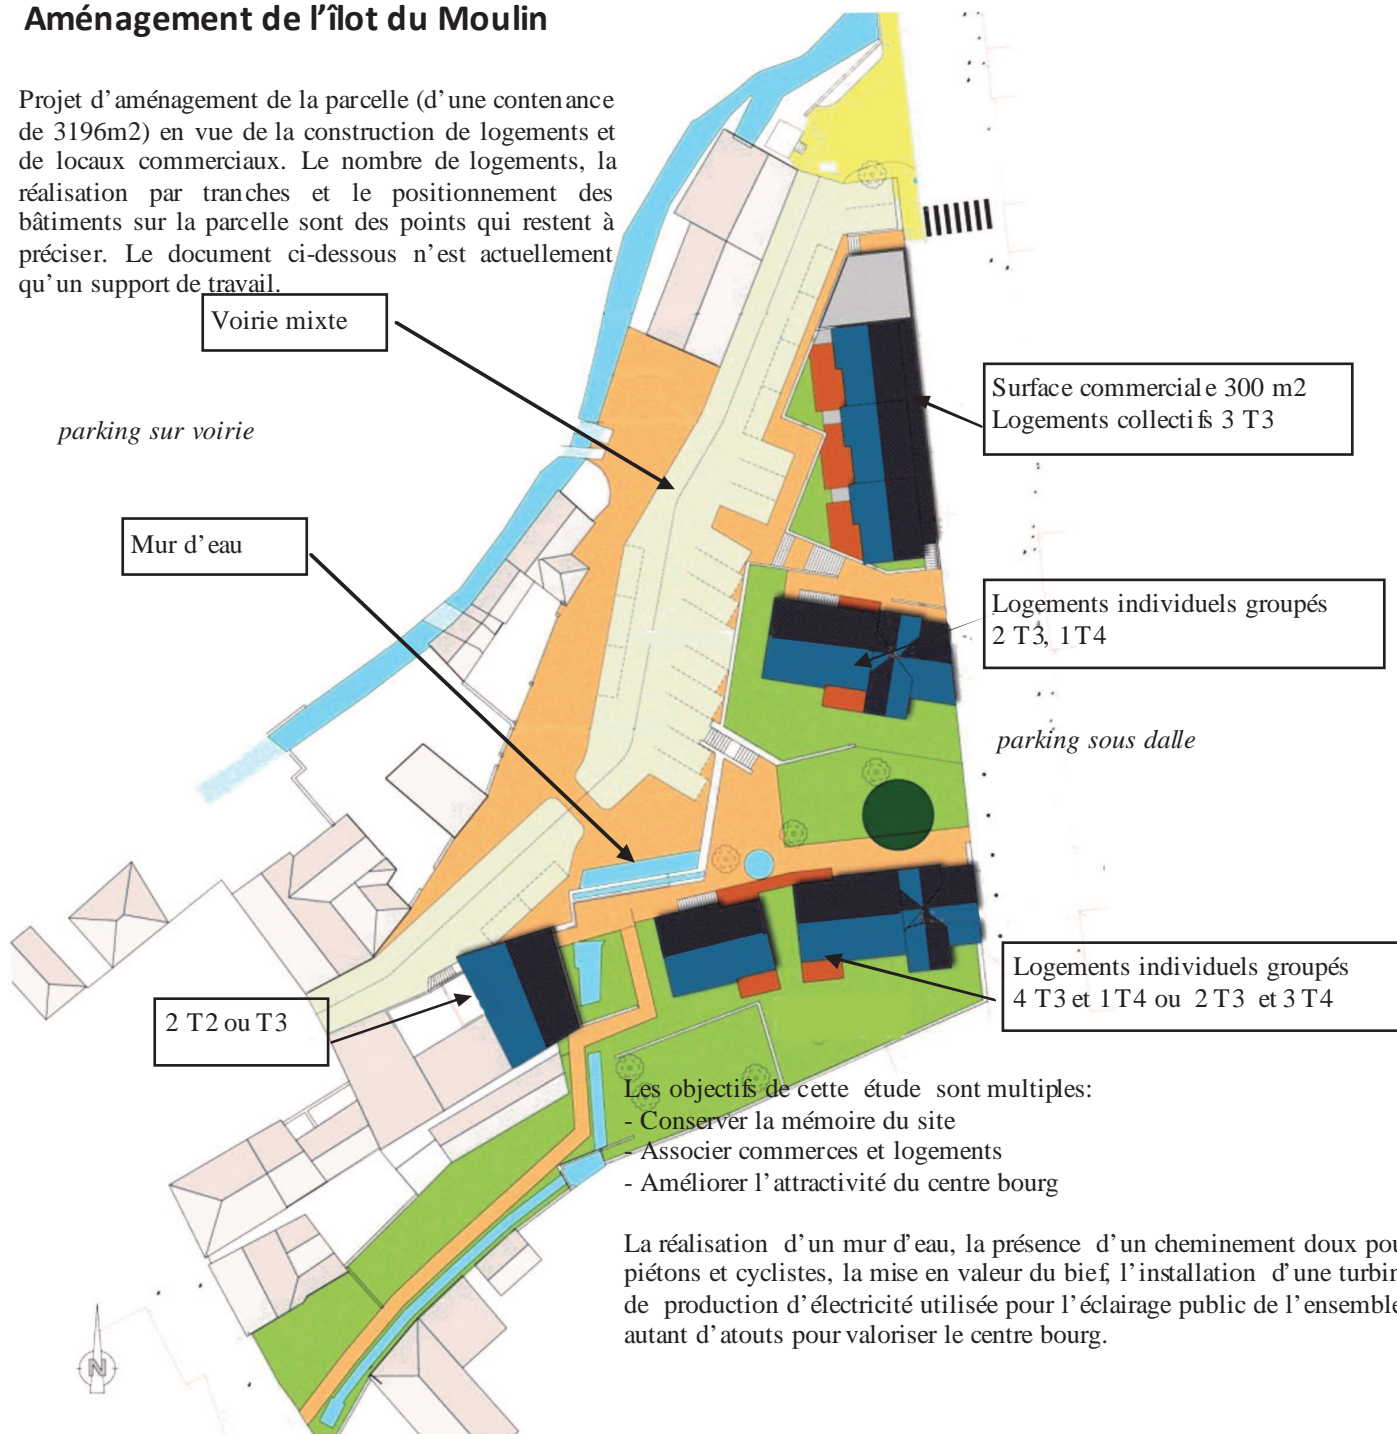 Aménagement de l'îlot du Moulin
Projet d'aménagement de la parcelle (d'une contenance
de 3196m2) en vue de la construction de logements et
de locaux commerciaux. Le nombre de logements, la
réalisation par tranches et le positionnement des
bâtiments sur la parcelle sont des points qui restent à
préciser. Le document ci-dessous n'est actuellement
qu'un support de travail.
Voirie mixte
parking sur voirie
Surface commerciale 300 m2
Logements collectifs 3 T3
Mur d'eau
Logements individuels groupés
2 T3, 1T4
parking sous dalle
Logements individuels groupés
4 T3 et 1T4 ou 2 T3 et 3 T4
2 T2 ou T3
Les objectifs de cette étude sont multiples:
- Conserver la mémoire du site
- Associer commerces et logements
- Améliorer l'attractivité du centre bourg
La réalisation d'un mur d'eau, la présence d'un cheminement doux pou
piétons et cyclistes, la mise en valeur du bief, l'installation d'une turbin
de production d'électricité utilisée pour l'éclairage public de l'ensemble
autant d'atouts pour valoriser le centre bourg.
N